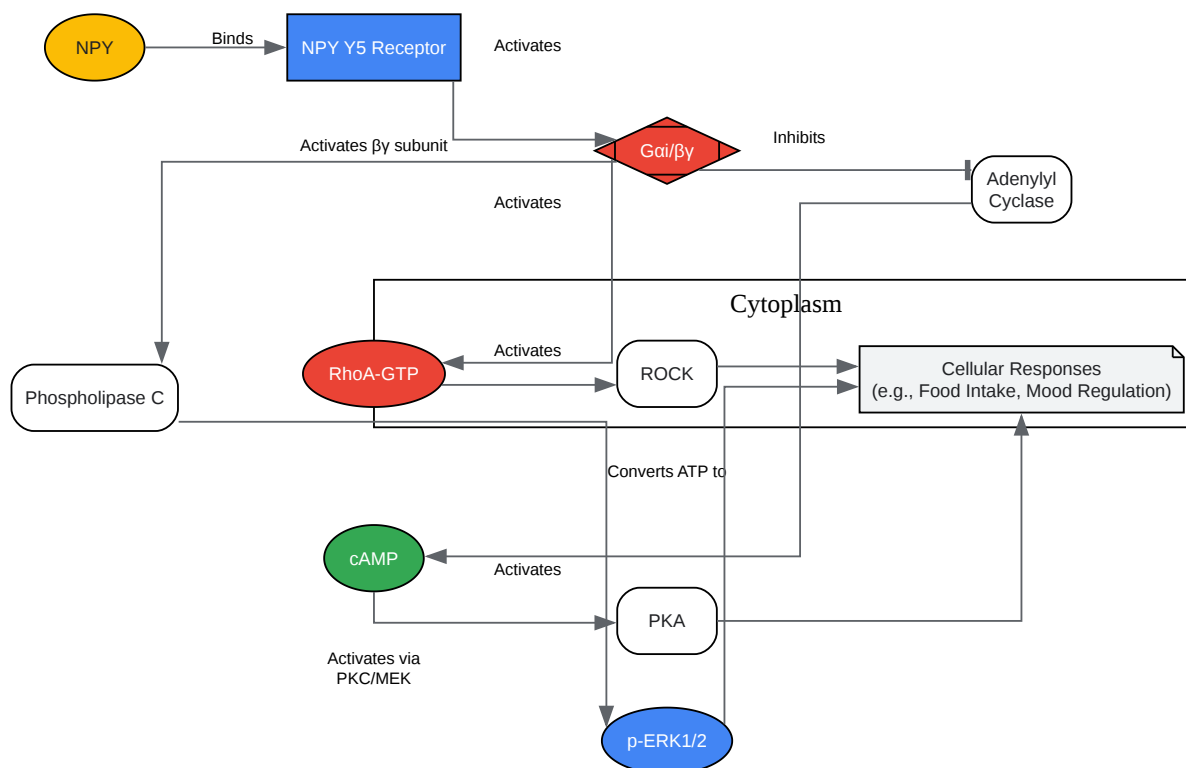 NPY
Binds
NPY Y5 Receptor
Activates
Activates βγ subunit
Gαi/βγ
Inhibits
Adenylyl
Cyclase
Activates
Cytoplasm
RhoA-GTP
Activates
ROCK
Cellular Responses
(e.g., Food Intake, Mood Regulation)
Phospholipase C
Converts ATP to
cAMP
Activates
PKA
Activates via
PKC/MEK
p-ERK1/2